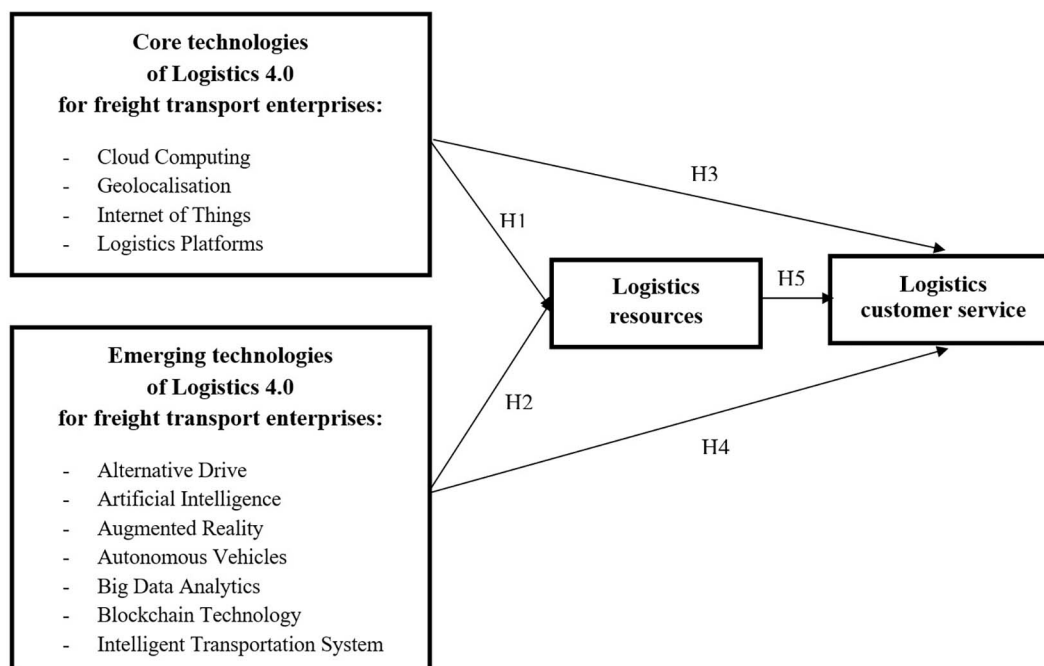 Core technologies
of Logistics 4.0
for freight transport enterprises:
- Cloud Computing
- Geolocalisation
- Internet of Things
- Logistics Platforms
H3
H1
Logistics
resources
H5
Logistics
customer service
Emerging technologies
of Logistics 4.0
for freight transport enterprises:
- Alternative Drive
- Artificial Intelligence
- Augmented Reality
- Autonomous Vehicles
- Big Data Analytics
- Blockchain Technology
- Intelligent Transportation System
H2
H4